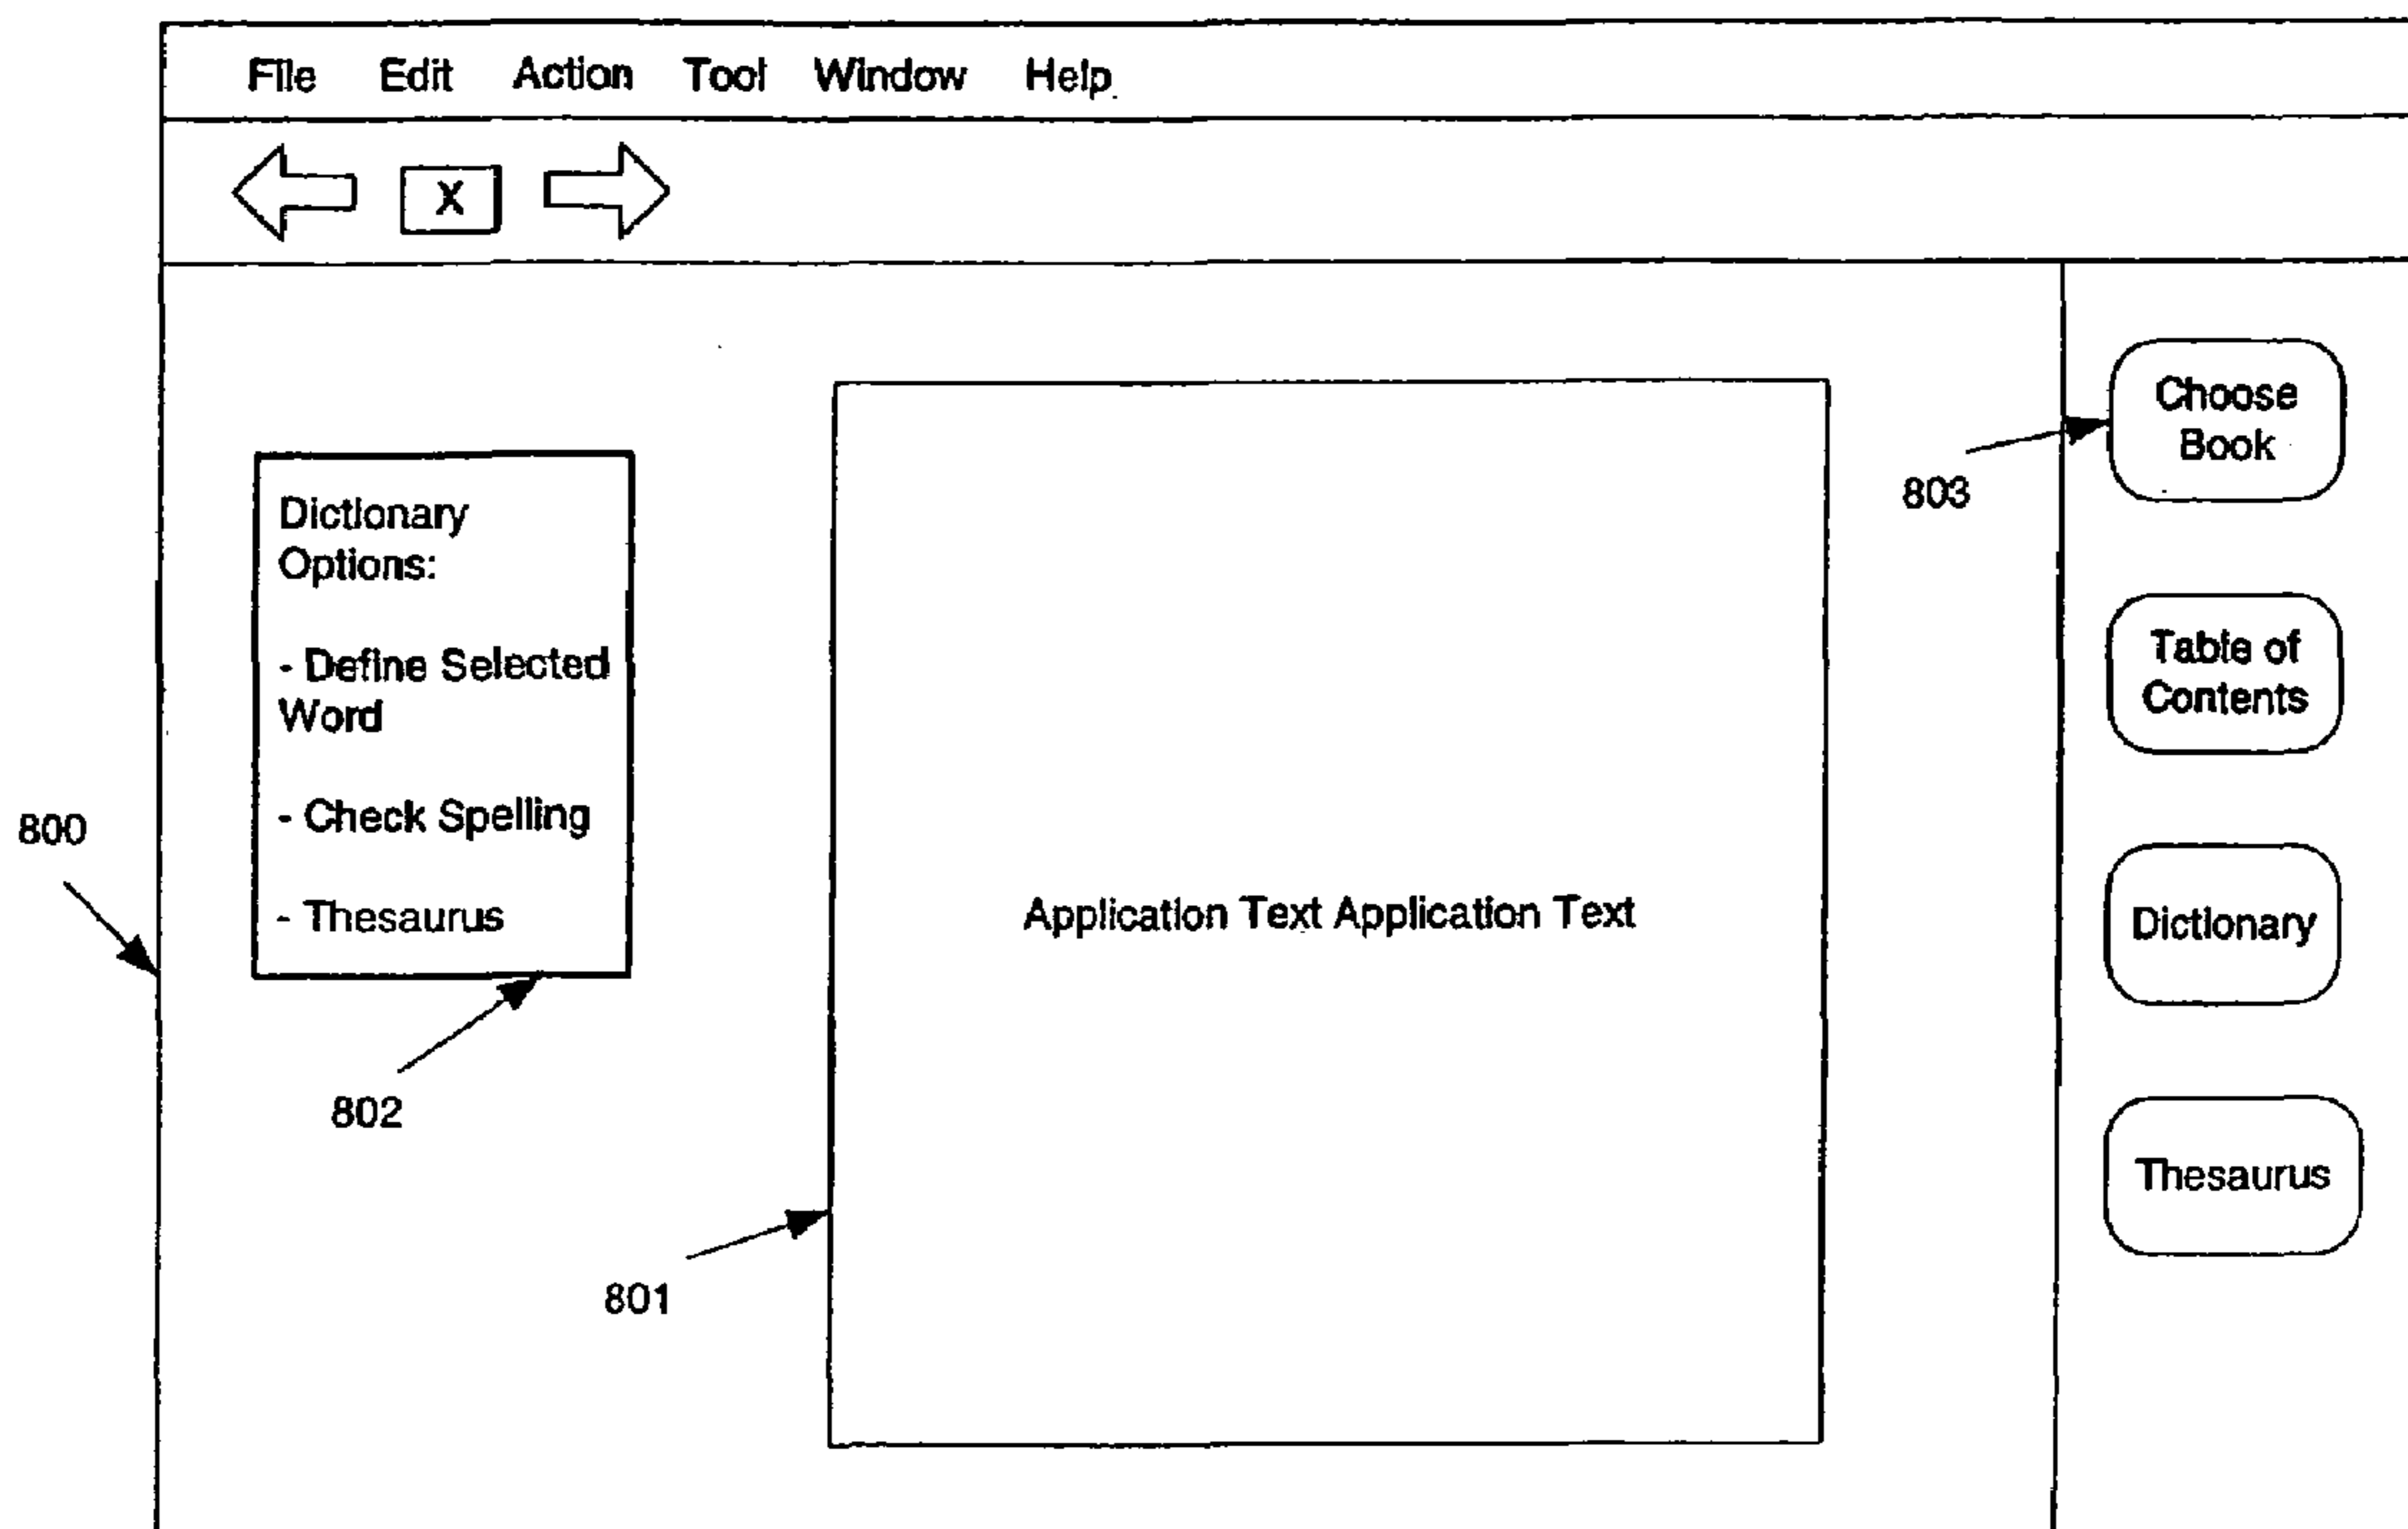 File Edit Action Tool Window Help
X
Choose
Book
803
Dictionary
Options:
- Define Selected
Word
- Check Spelling
- Thesaurus
800
802
Application Text Application Text
801
Table of
Contents
Dictionary
Thesaurus